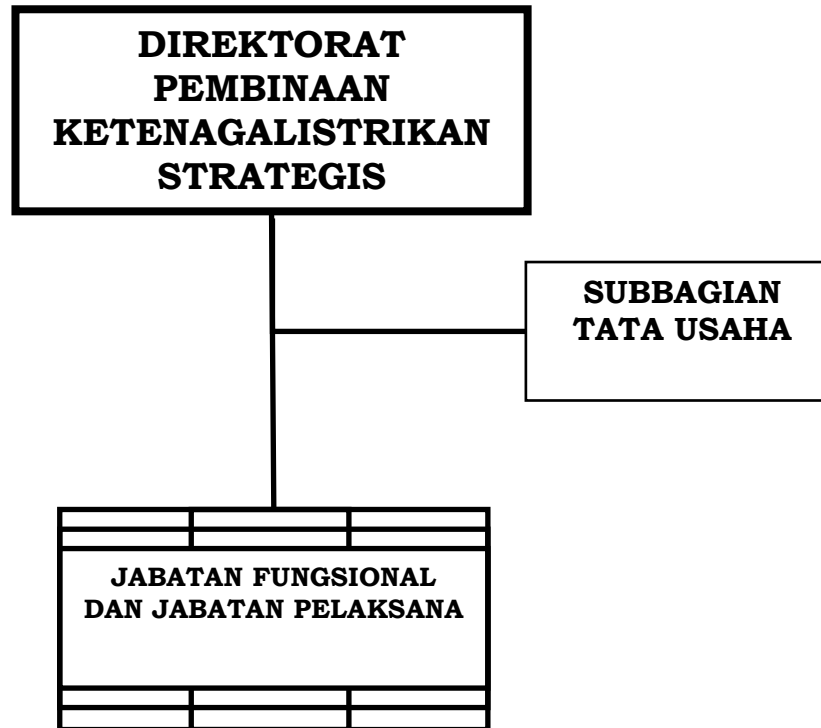 DIREKTORAT
PEMBINAAN
KETENAGALISTRIKAN
STRATEGIS
SUBBAGIAN
TATA USAHA
JABATAN FUNGSIONAL
DAN JABATAN PELAKSANA